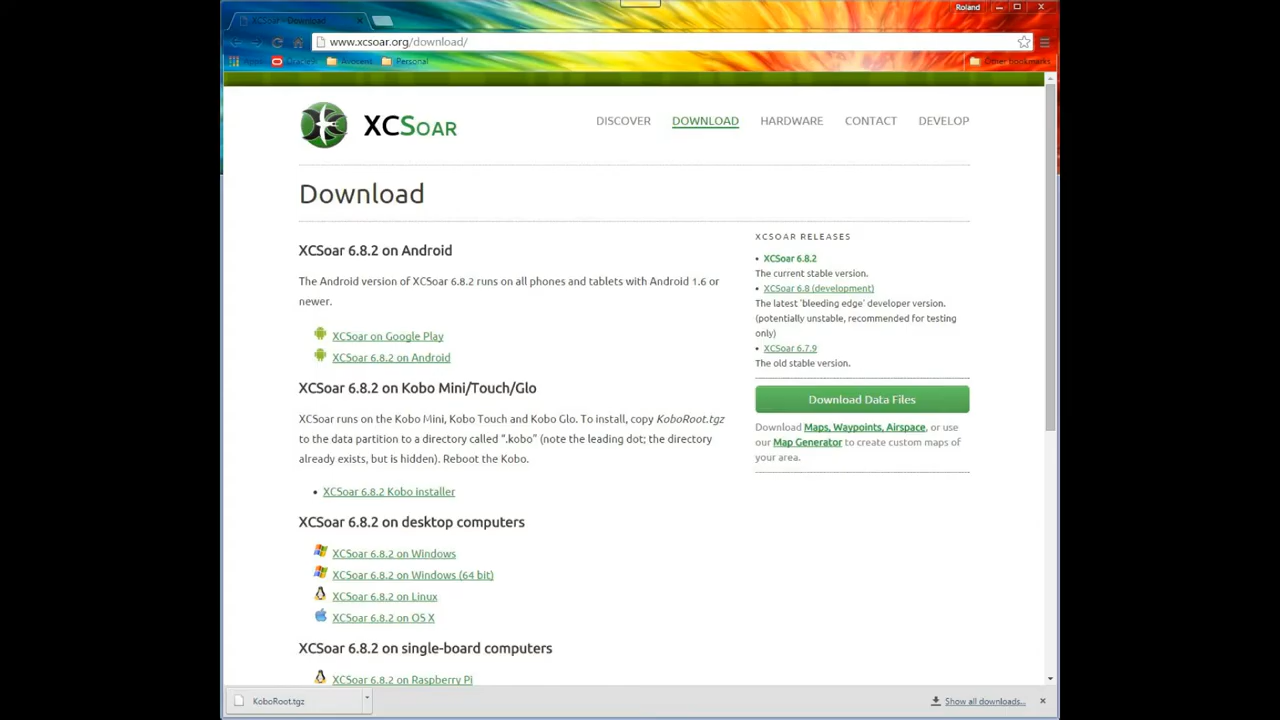 Roland
XCSoar - Download
www.xcsoar.org/download/
Apps
Avocent
Personal
Other bookmarks
XCSOAR
DISCOVER
DOWNLOAD
HARDWARE
CONTACT
DEVELOP
Download
XCSoar 6.8.2 on Android
The Android version of XCSoar 6.8.2 runs on all phones and tablets with Android 1.6 or
newer.
XCSoar on Google Play
XCSoar 6.8.2 on Android
XCSoar 6.8.2 on Kobo Mini/Touch/Glo
XCSoar runs on the Kobo Mini, Kobo Touch and Kobo Glo. To install, copy KoboRoot.tgz
to the data partition to a directory called “.kobo” (note the leading dot; the directory
already exists, but is hidden). Reboot the Kobo.
• XCSoar 6.8.2 Kobo installer
XCSoar 6.8.2 on desktop computers
XCSoar 6.8.2 on Windows
XCSoar 6.8.2 on Windows (64 bit)
XCSoar 6.8.2 on Linux
XCSoar 6.8.2 on OS X
XCSoar 6.8.2 on single-board computers
XCSoar 6.8.2 on Raspberry Pi
XCSOAR RELEASES
• XCSoar 6.8.2
The current stable version.
• XCSoar 6.8 (development)
The latest 'bleeding edge' developer version.
(potentially unstable, recommended for testing
only)
• XCSoar 6.7.9
The old stable version.
Download Data Files
Download Maps, Waypoints, Airspace, or use
our Map Generator to create custom maps of
your area.
KoboRoot.tgz
Show all downloads...